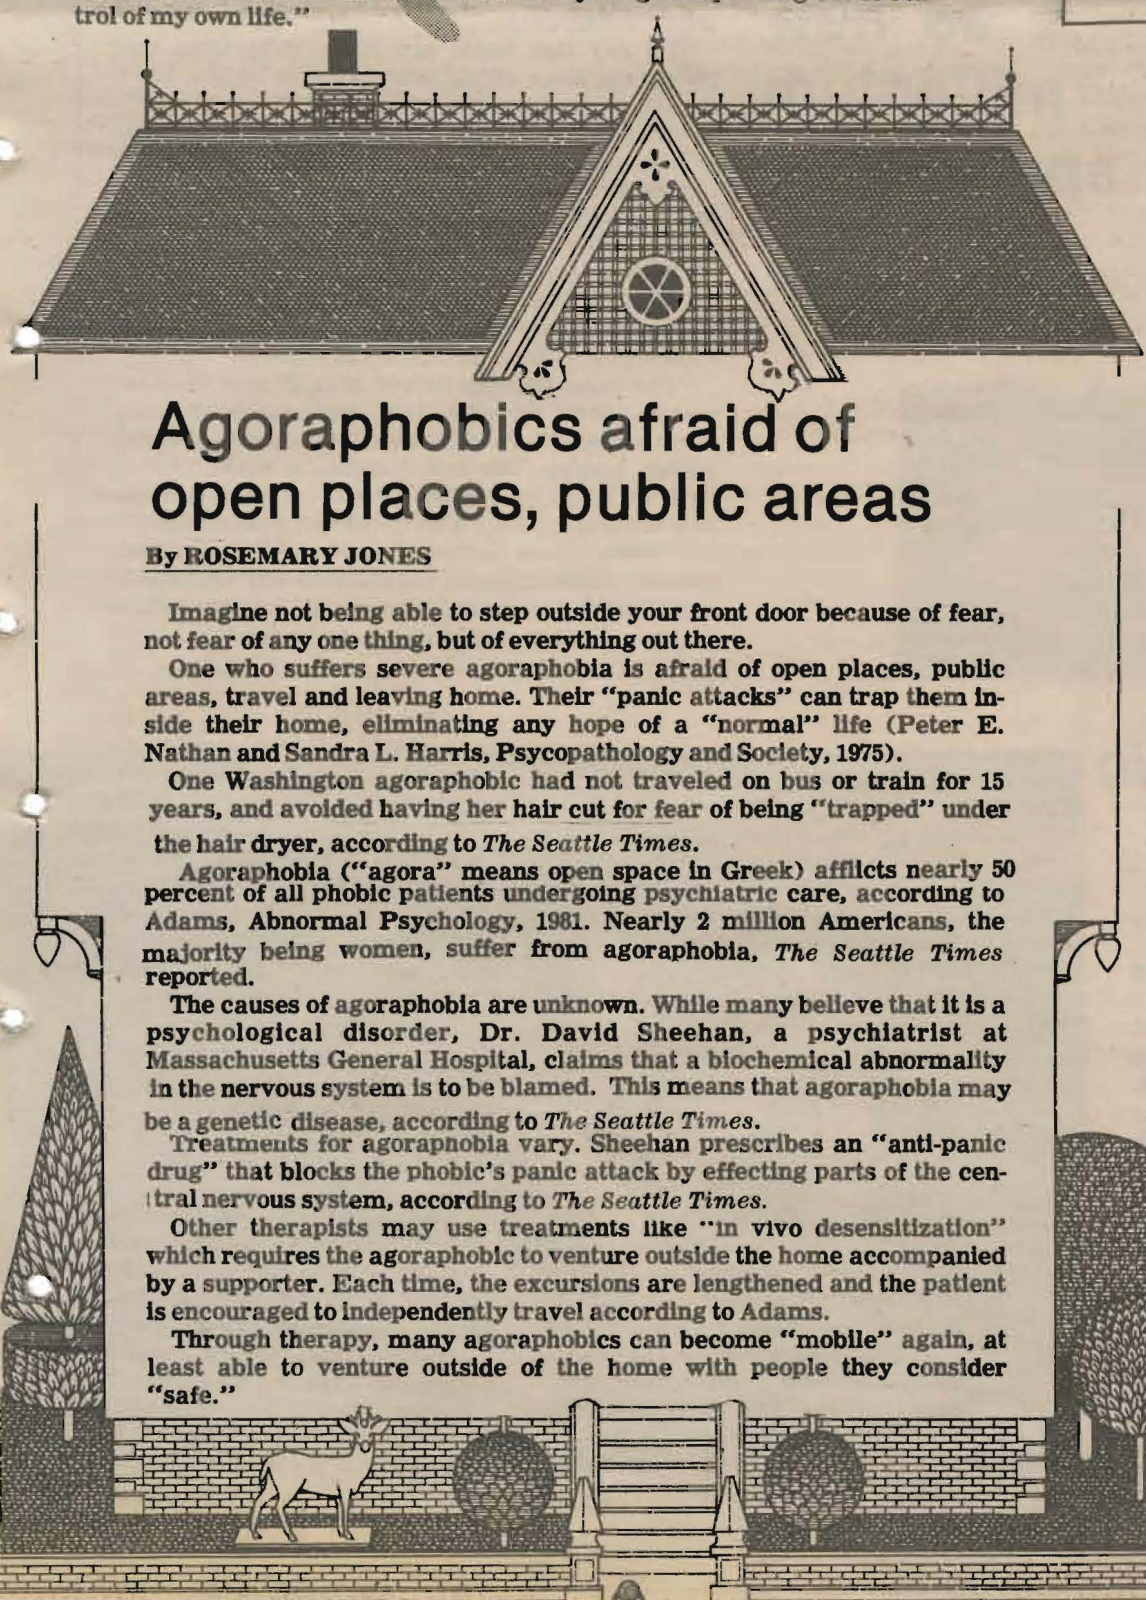 trol of my own life."
Agoraphobics afraid of
open places, public areas
By ROSEMARY JONES
Imagine not being able to step outside your front door because of fear,
not fear of any one thing, but of everything out there.
One who suffers severe agoraphobia is afraid of open places, public
areas, travel and leaving home. Their "panic attacks" can trap them in-
side their home, eliminating any hope of a "normal" life (Peter E.
Nathan and Sandra L. Harris, Psycopathology and Society, 1975).
One Washington agoraphobic had not traveled on bus or train for 15
years, and avoided having her hair cut for fear of being "trapped" under
the hair dryer, according to The Seattle Times.
Agoraphobia ("agora" means open space in Greek) afflicts nearly 50
percent of all phobic patients undergoing psychiatric care, according to
Adams, Abnormal Psychology, 1981. Nearly 2 million Americans, the
majority being women, suffer from agoraphobia, The Seattle Times
reported.
The causes of agoraphobia are unknown. While many believe that it is a
psychological disorder, Dr. David Sheehan, a psychiatrist at
Massachusetts General Hospital, claims that a biochemical abnormality
in the nervous system is to be blamed. This means that agoraphobia may
be a genetic disease, according to The Seattle Times.
Treatments for agoraphobia vary. Sheehan prescribes an "anti-panic
drug" that blocks the phobic's panic attack by effecting parts of the cen-
tral nervous system, according to The Seattle Times.
Other therapists may use treatments like "in vivo desensitization"
which requires the agoraphobic to venture outside the home accompanied
by a supporter. Each time, the excursions are lengthened and the patient
is encouraged to independently travel according to Adams.
Through therapy, many agoraphobics can become "mobile" again, at
least able to venture outside of the home with people they consider
"safe."